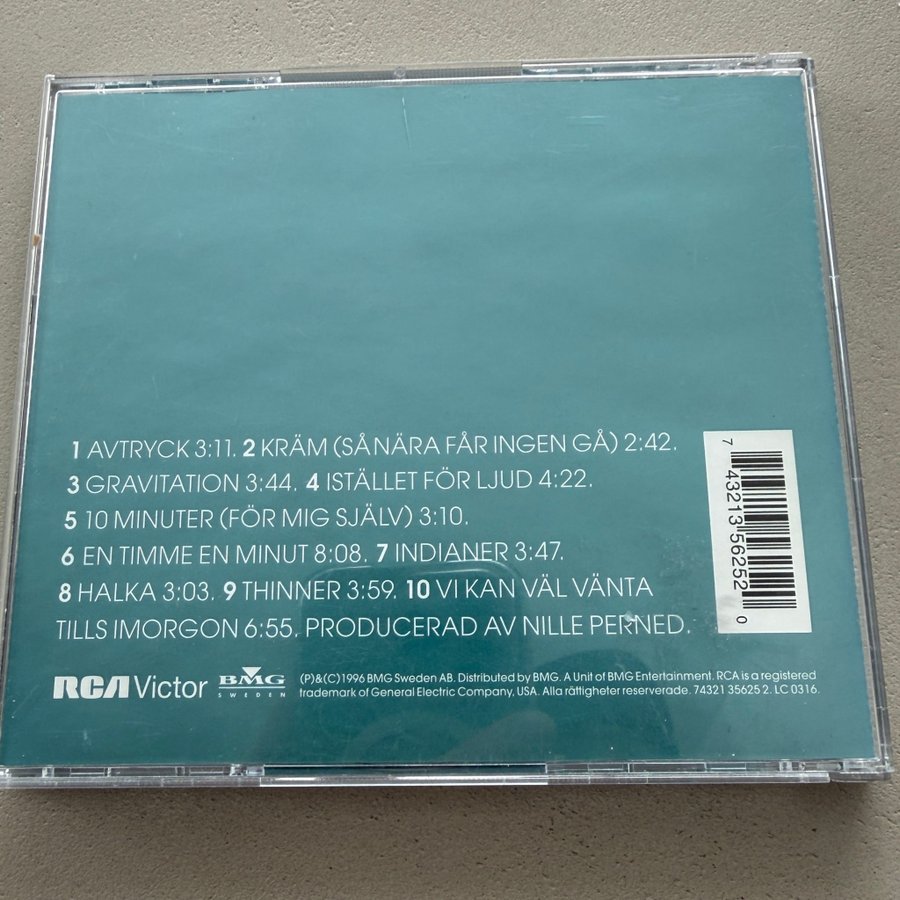 1 AVTRYCK 3:11. 2 KRÄM (SÅ NÄRA FÅR INGEN GÅ) 2:42.
3 GRAVITATION 3:44. 4 ISTÄLLET FÖR LJUD 4:22.
5 10 MINUTER (FÖR MIG SJÄLV) 3:10.
6 EN TIMME EN MINUT 8:08. 7 INDIANER 3:47.
8 HALKA 3:03. 9 THINNER 3:59. 10 VI KAN VÄL VÄNTA
TILLS IMORGON 6:55. PRODUCERAD AV NILLE PERNED.
7 43213 56252 0
RCA Victor
BMG
SWEDEN
(P)&(C)1996 BMG Sweden AB. Distributed by BMG. A Unit of BMG Entertainment. RCA is a registered
trademark of General Electric Company, USA. Alla rättigheter reserverade. 74321 35625 2. LC 0316.